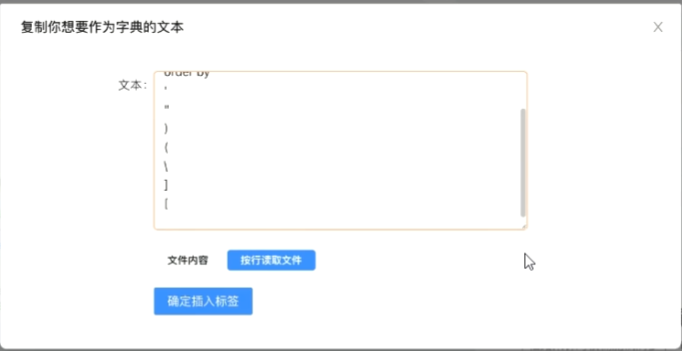 复制你想要作为字典的文本
文本：
order by
'
"
)
(
\
]
[
文件内容 按行读取文件
确定插入标签